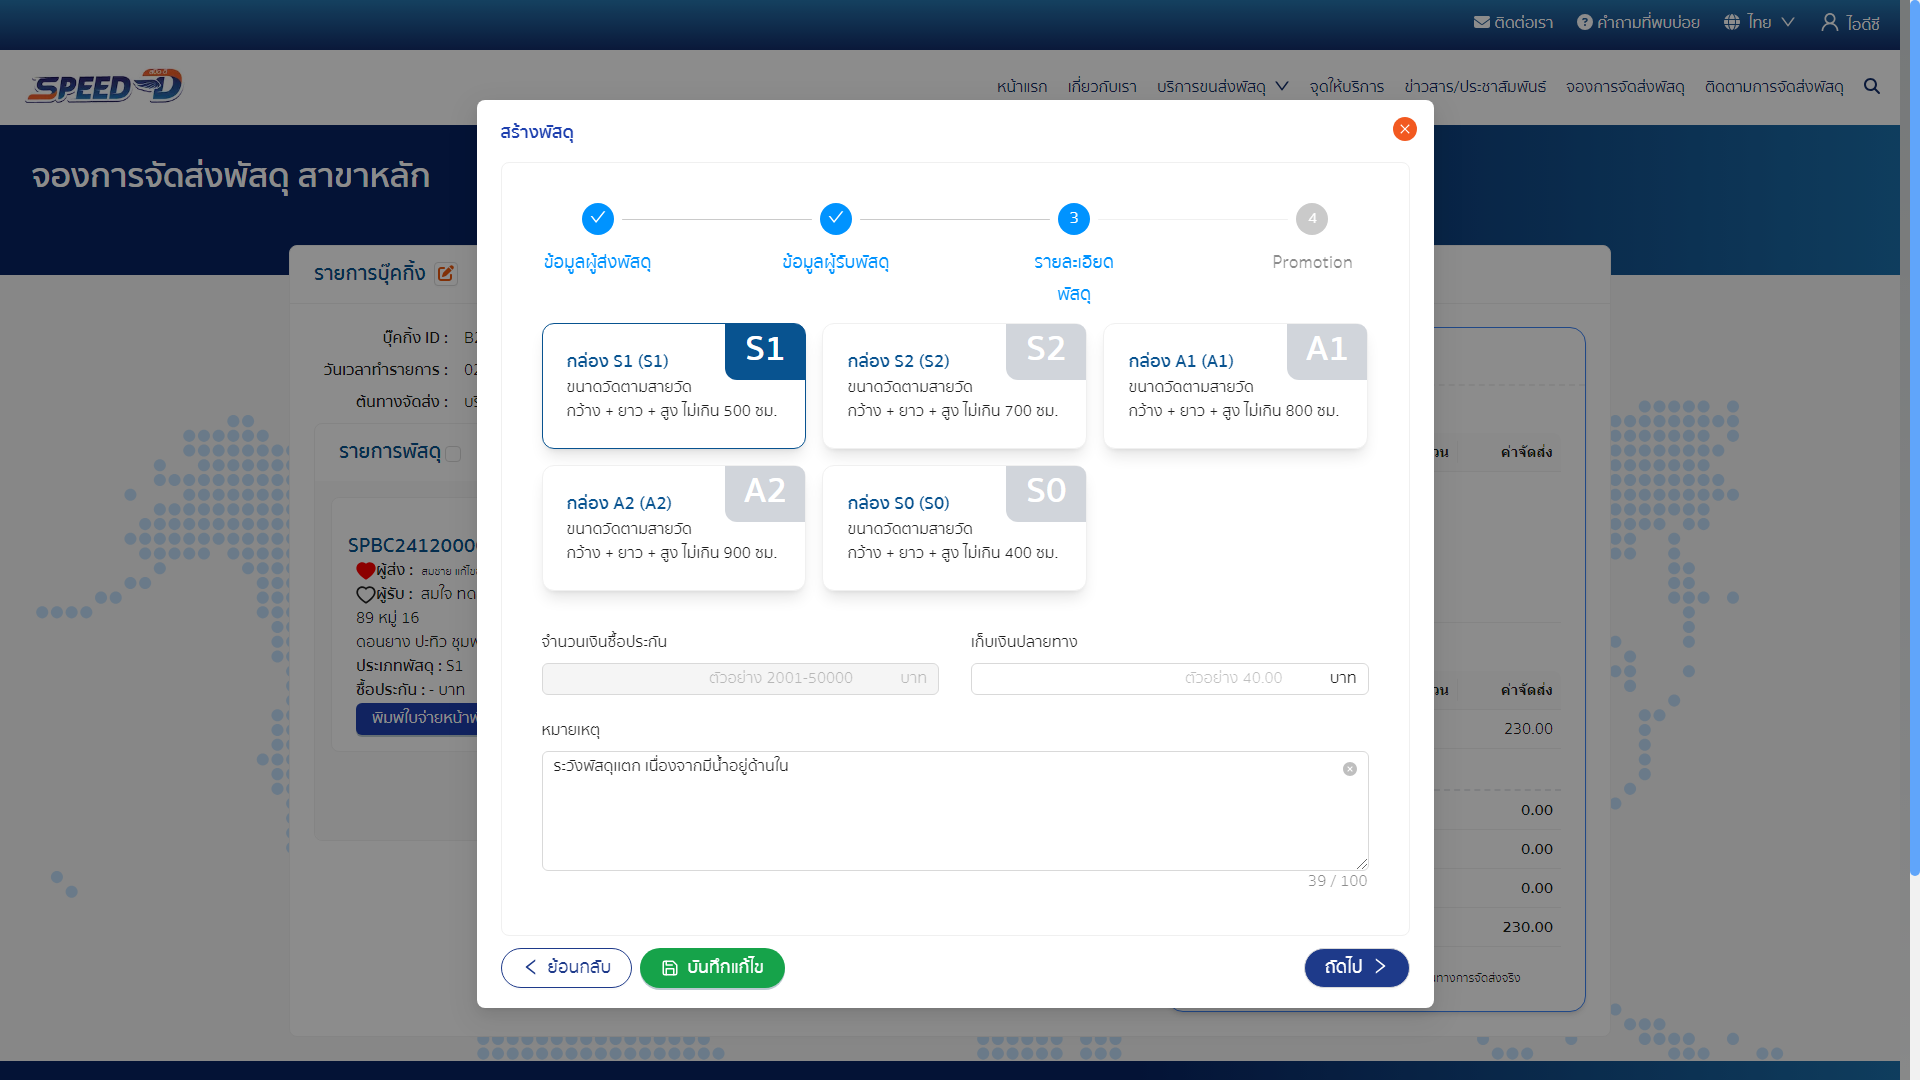 ติดต่อเรา
คำถามที่พบบ่อย
ไทย
ไอดีซี
SPEED-D
หน้าแรก
เกี่ยวกับเรา
บริการขนส่งพัสดุ
จุดให้บริการ
ข่าวสาร/ประชาสัมพันธ์
จองการจัดส่งพัสดุ
ติดตามการจัดส่งพัสดุ
จองการจัดส่งพัสดุ สาขาหลัก
รายการบุ๊คกิ้ง
บุ๊คกิ้ง ID :
วันเวลาทำรายการ : 02
ต้นทางจัดส่ง :
รายการพัสดุ
SPBC2412000
ผู้ส่ง : สมชาย แก้ไข
ผู้รับ : สมใจ ทด
89 หมู่ 16
ดอนยาง ปะทิว ชุมพ
ประเภทพัสดุ : S1
ซื้อประกัน : - บาท
พิมพ์ใบจ่ายหน้าพ
สร้างพัสดุ
3
4
ข้อมูลผู้ส่งพัสดุ
ข้อมูลผู้รับพัสดุ
รายละเอียด
พัสดุ
Promotion
กล่อง S1 (S1)
S1
ขนาดวัดตามสายวัด
กว้าง + ยาว + สูง ไม่เกิน 500 ซม.
กล่อง S2 (S2)
S2
ขนาดวัดตามสายวัด
กว้าง + ยาว + สูง ไม่เกิน 700 ซม.
กล่อง A1 (A1)
A1
ขนาดวัดตามสายวัด
กว้าง + ยาว + สูง ไม่เกิน 800 ซม.
กล่อง A2 (A2)
A2
ขนาดวัดตามสายวัด
กว้าง + ยาว + สูง ไม่เกิน 900 ซม.
กล่อง S0 (S0)
S0
ขนาดวัดตามสายวัด
กว้าง + ยาว + สูง ไม่เกิน 400 ซม.
จำนวนเงินซื้อประกัน
ตัวอย่าง 2001-50000 บาท
เก็บเงินปลายทาง
ตัวอย่าง 40.00 บาท
หมายเหตุ
ระวังพัสดุแตก เนื่องจากมีน้ำอยู่ด้านใน
39 / 100
ย้อนกลับ
บันทึกแก้ไข
ถัดไป
วน ค่าจัดส่ง
วน ค่าจัดส่ง
230.00
0.00
0.00
0.00
230.00
นทางการจัดส่งจริง